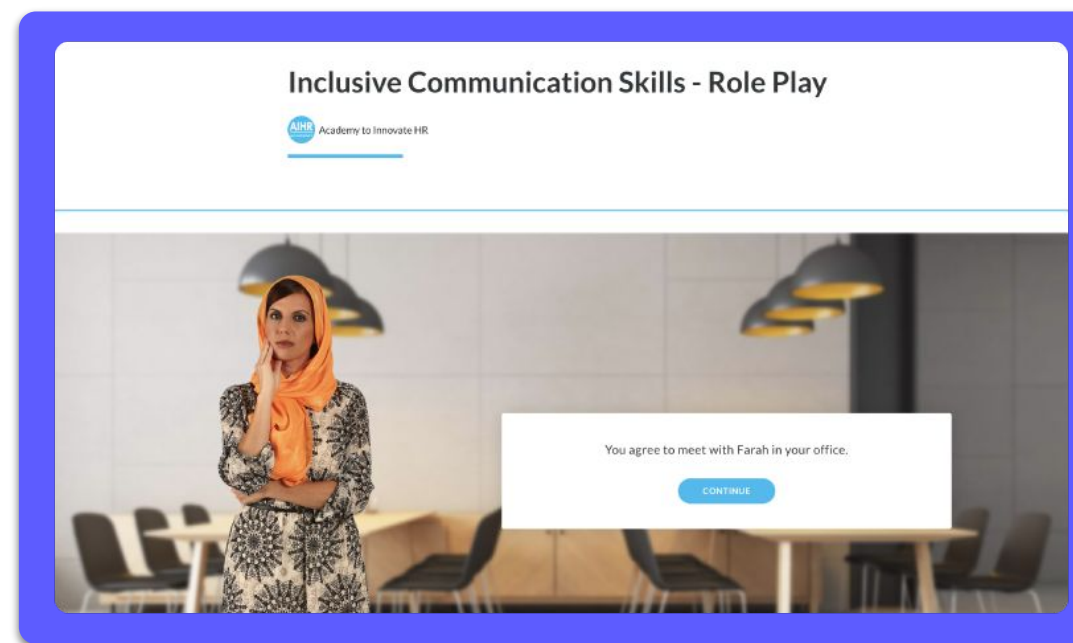 Inclusive Communication Skills - Role Play
AIHR
Academy to Innovate HR
You agree to meet with Farah in your office.
CONTINUE